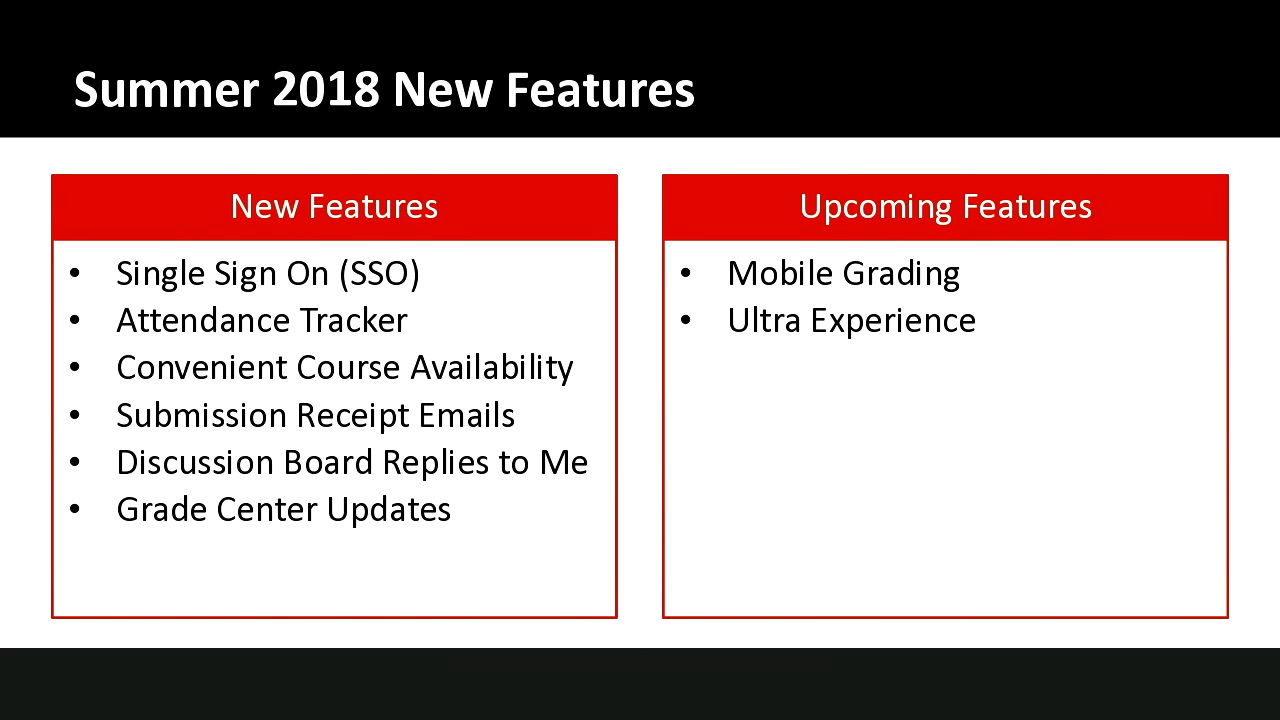 Summer 2018 New Features
New Features
• Single Sign On (SSO)
• Attendance Tracker
• Convenient Course Availability
• Submission Receipt Emails
• Discussion Board Replies to Me
• Grade Center Updates
Upcoming Features
• Mobile Grading
• Ultra Experience